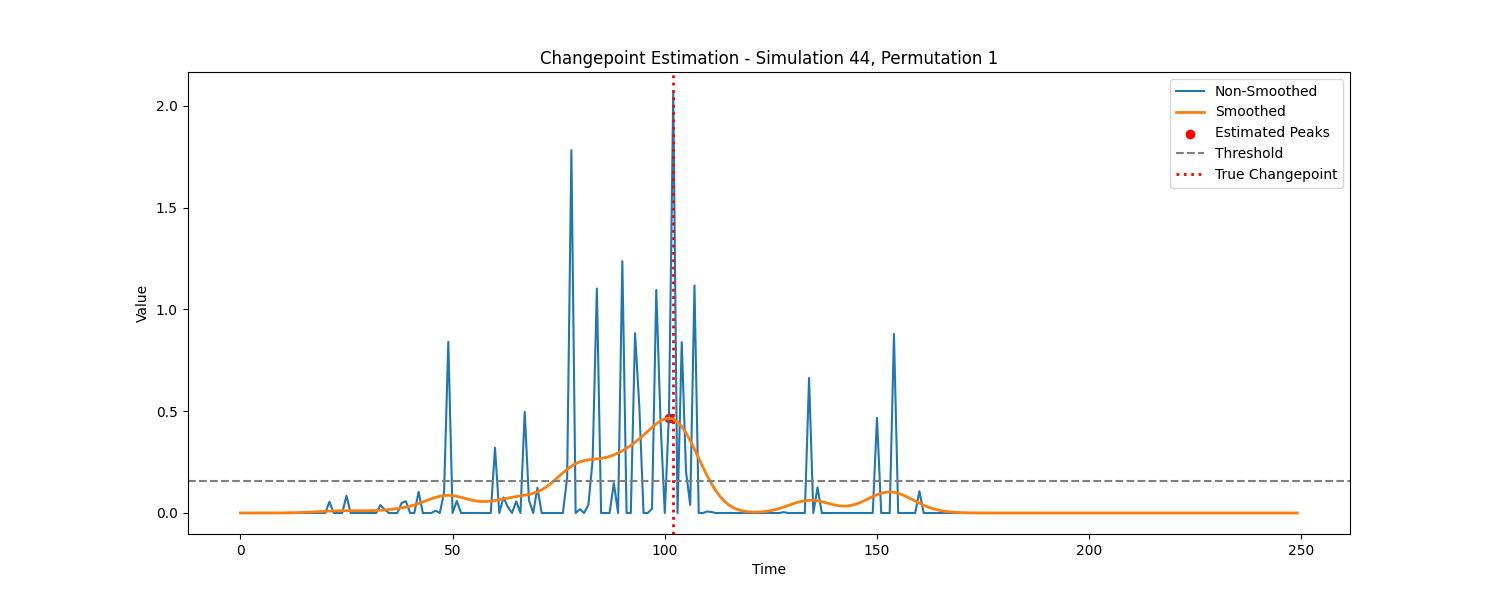 Changepoint Estimation - Simulation 44, Permutation 1
Non-Smoothed
Smoothed
Estimated Peaks
Threshold
True Changepoint
Value
2.0
1.5
1.0
0.5
0.0
0
50
100
150
200
250
Time